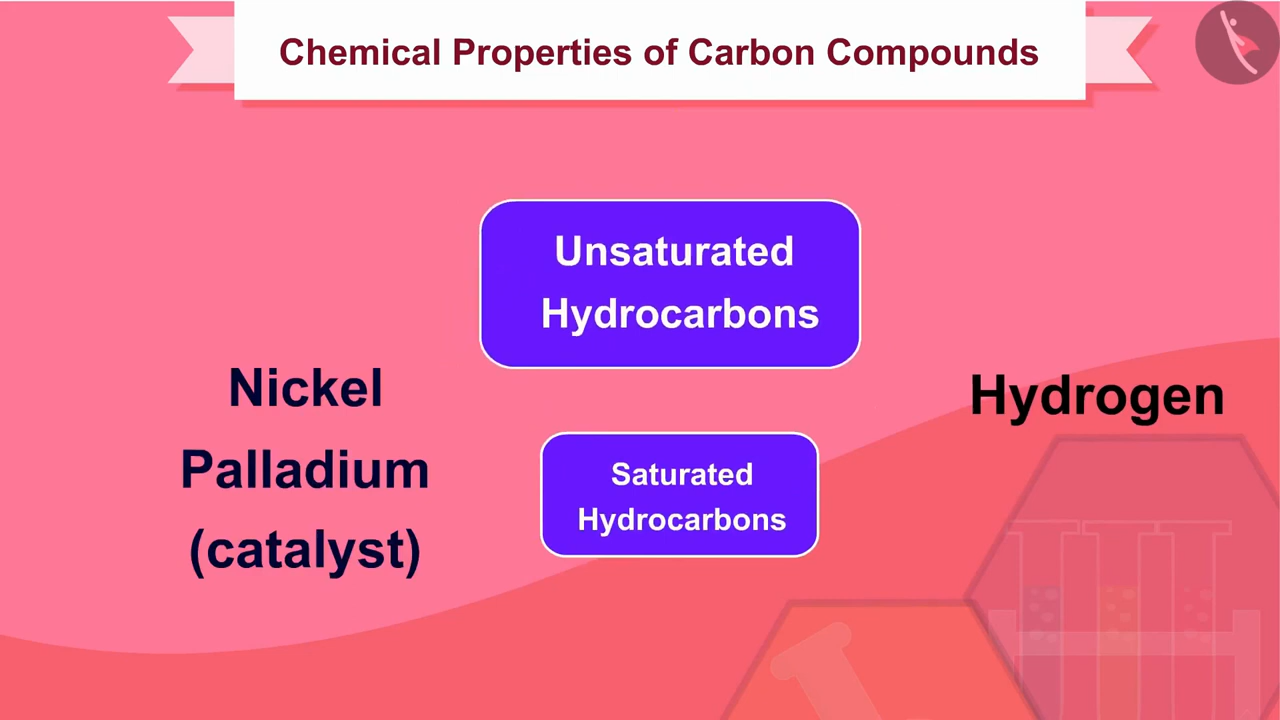 Chemical Properties of Carbon Compounds
Unsaturated
Hydrocarbons
Nickel
Palladium
(catalyst)
Hydrogen
Saturated
Hydrocarbons